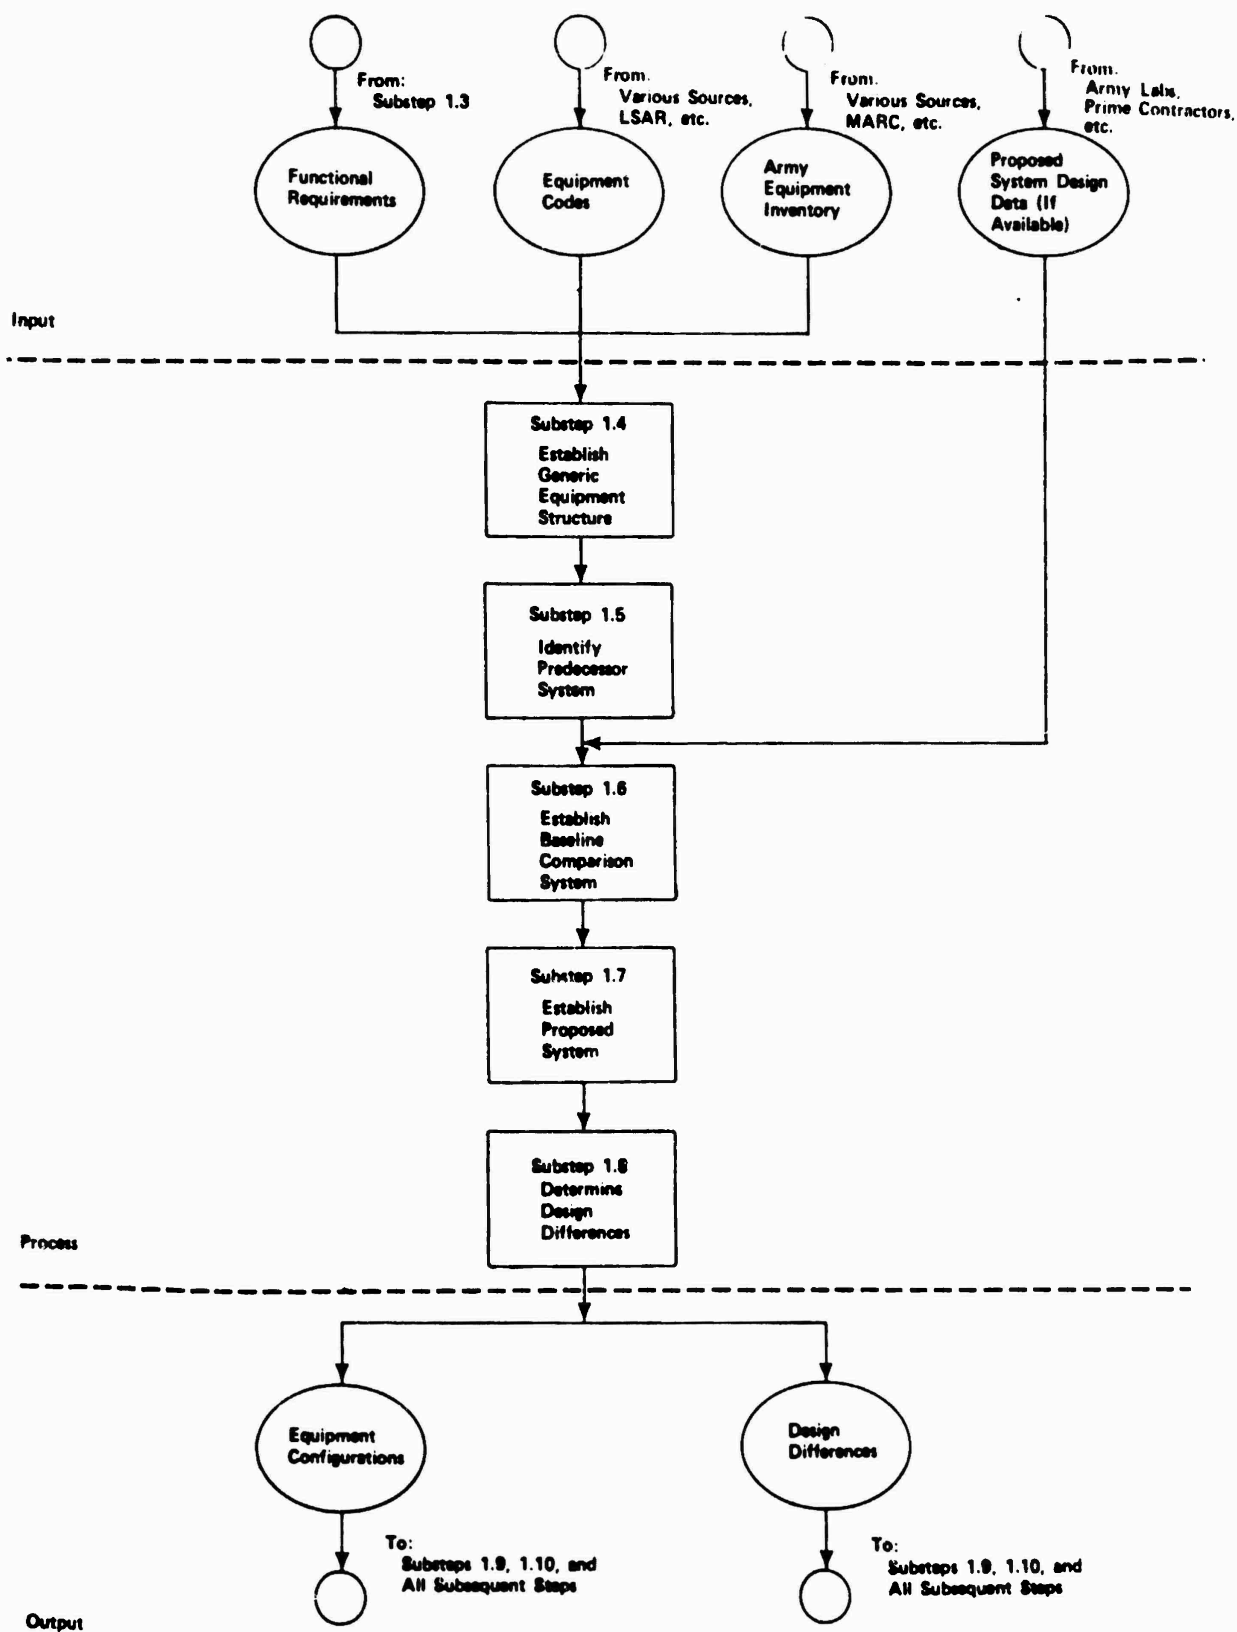 From:
Substep 1.3
From.
Various Sources,
LSAR, etc.
From.
Various Sources,
MARC, etc.
From.
Army Labs,
Prime Contractors,
etc.
Functional
Requirements
Equipment
Codes
Army
Equipment
Inventory
Proposed
System Design
Data (If
Available)
Input
Substep 1.4
Establish
Generic
Equipment
Structure
Substep 1.5
Identify
Predecessor
System
Substep 1.6
Establish
Baseline
Comparison
System
Substep 1.7
Establish
Proposed
System
Substep 1.8
Determine
Design
Differences
Process
Equipment
Configurations
Design
Differences
To:
Substeps 1.9, 1.10, and
All Subsequent Steps
To:
Substeps 1.9, 1.10, and
All Subsequent Steps
Output